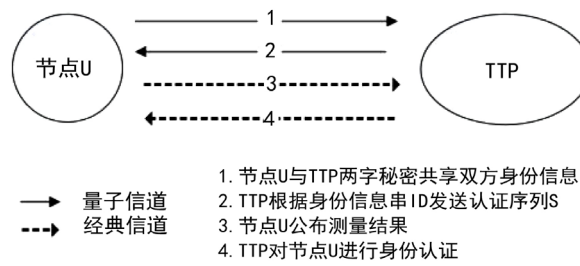 1
节点U
2
TTP
3
4
1.节点U与TTP两字秘密共享双方身份信息
量子信道
2.TTP根据身份信息串ID发送认证序列S
经典信道
3.节点U公布测量结果
4.TTP对节点U进行身份认证